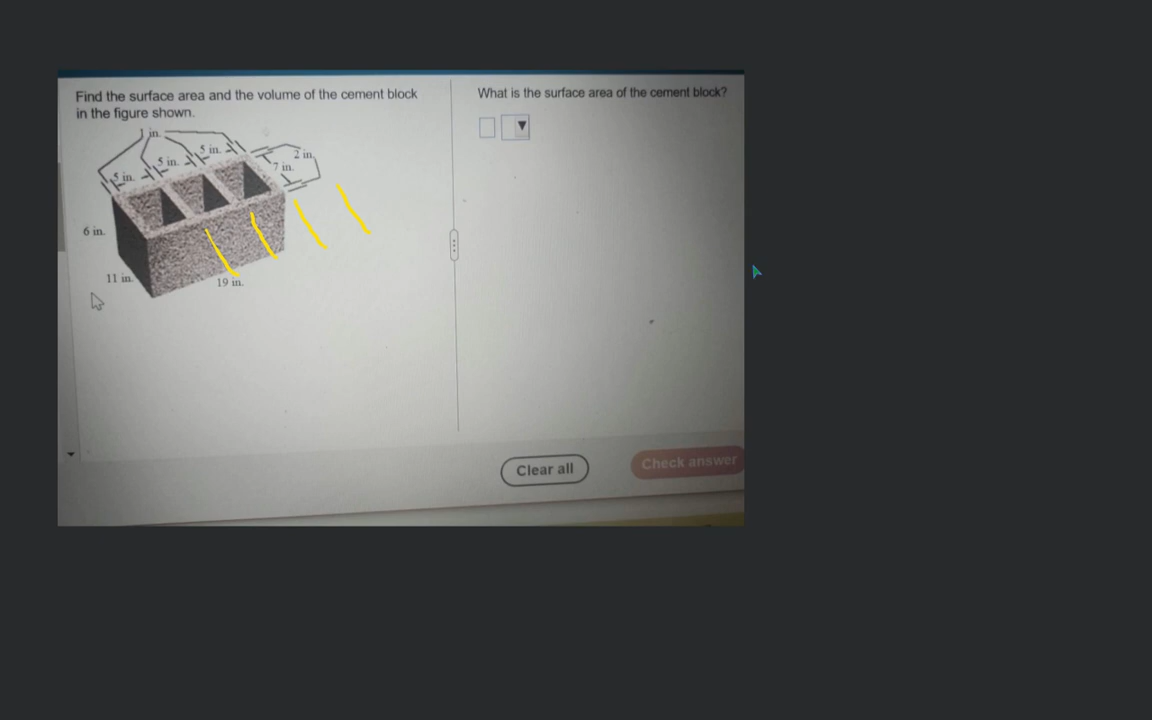 Find the surface area and the volume of the cement block
in the figure shown.
What is the surface area of the cement block?
1 in.
5 in.
5 in.
5 in.
2 in.
7 in.
6 in.
11 in.
19 in.
Clear all
Check answer